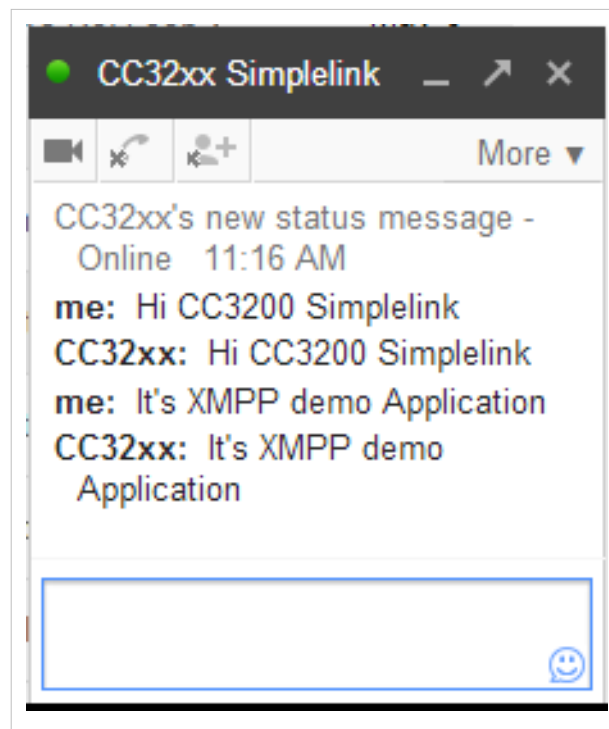 CC32xx Simplelink
More ▼
CC32xx's new status message -
Online 11:16 AM
me: Hi CC3200 Simplelink
CC32xx: Hi CC3200 Simplelink
me: It's XMPP demo Application
CC32xx: It's XMPP demo
Application